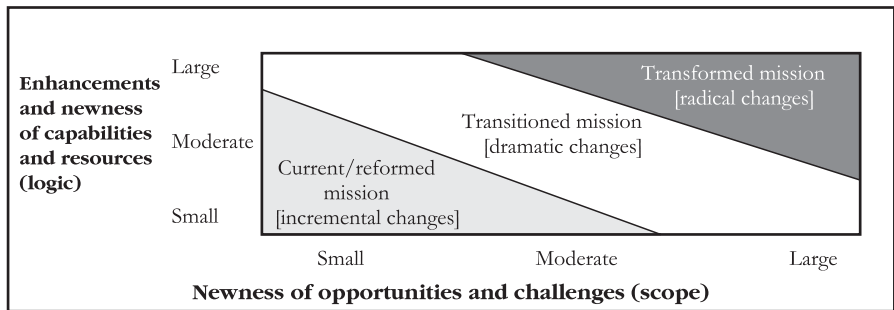 Enhancements
and newness
of capabilities
and resources
(logic)
Large
Moderate
Small
Transformed mission
[radical changes]
Transitioned mission
[dramatic changes]
Current/reformed
mission
[incremental changes]
Small
Moderate
Large
Newness of opportunities and challenges (scope)